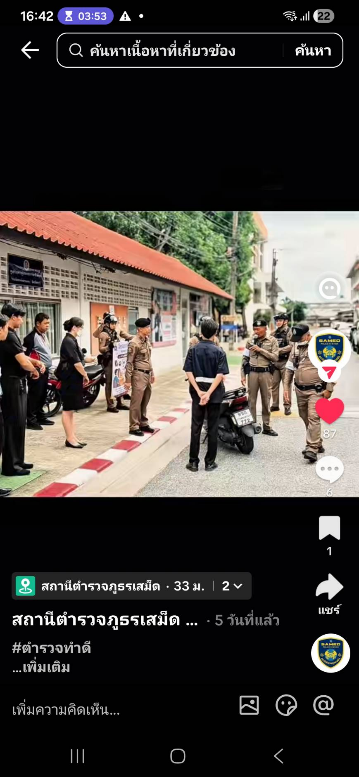 16:42 03:53 22
ค้นหาเนื้อหาที่เกี่ยวข้อง ค้นหา
SAMED
87
6
1
แชร์
สถานีตำรวจภูธรเสม็ด · 33 ม. | 2
สถานีตำรวจภูธรเสม็ด ... · 5 วันที่แล้ว
#ตำรวจทำดี
...เพิ่มเติม
เพิ่มความคิดเห็น...